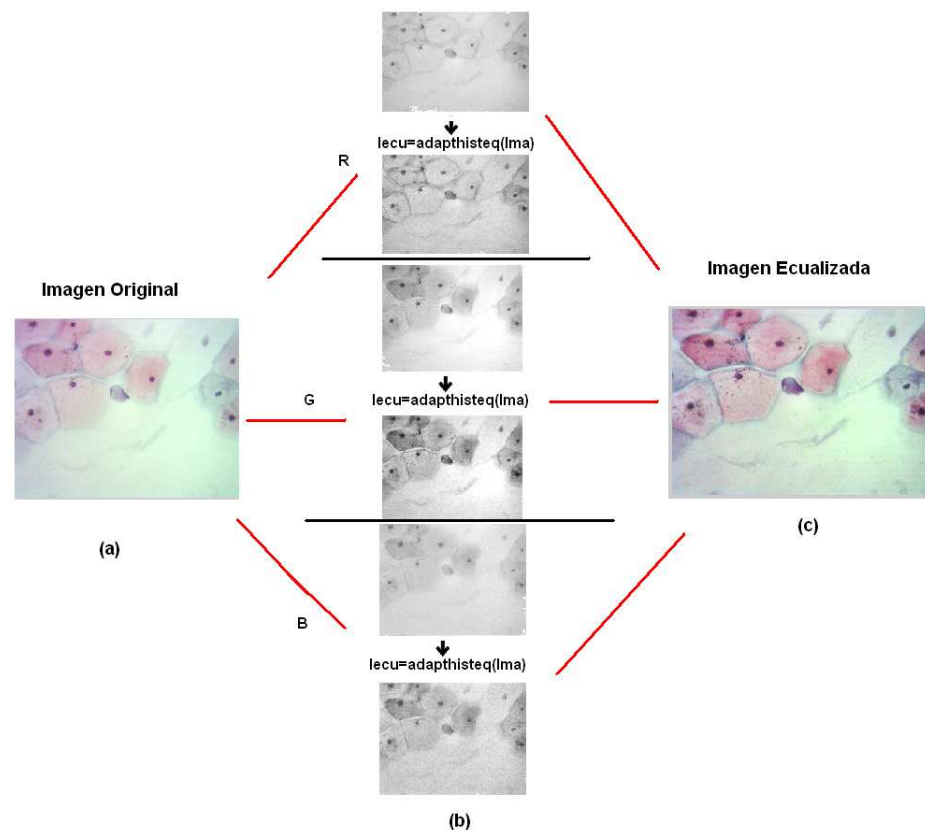 Iecu=adapthisteq(Ima)
R
Imagen Original
Imagen Ecualizada
G
Iecu=adapthisteq(Ima)
(a)
(c)
B
Iecu=adapthisteq(Ima)
(b)